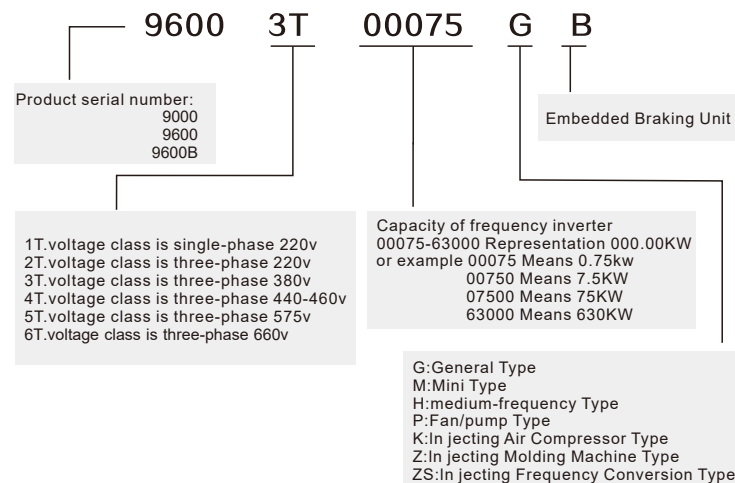 9600 3T 00075 G B
Product serial number:
9000
9600
9600B
Embedded Braking Unit
1T.voltage class is single-phase 220v
2T.voltage class is three-phase 220v
3T.voltage class is three-phase 380v
4T.voltage class is three-phase 440-460v
5T.voltage class is three-phase 575v
6T.voltage class is three-phase 660v
Capacity of frequency inverter
00075-63000 Representation 000.00KW
or example 00075 Means 0.75kw
00750 Means 7.5KW
07500 Means 75KW
63000 Means 630KW
G:General Type
M:Mini Type
H:medium-frequency Type
P:Fan/pump Type
K:In jecting Air Compressor Type
Z:In jecting Molding Machine Type
ZS:In jecting Frequency Conversion Type